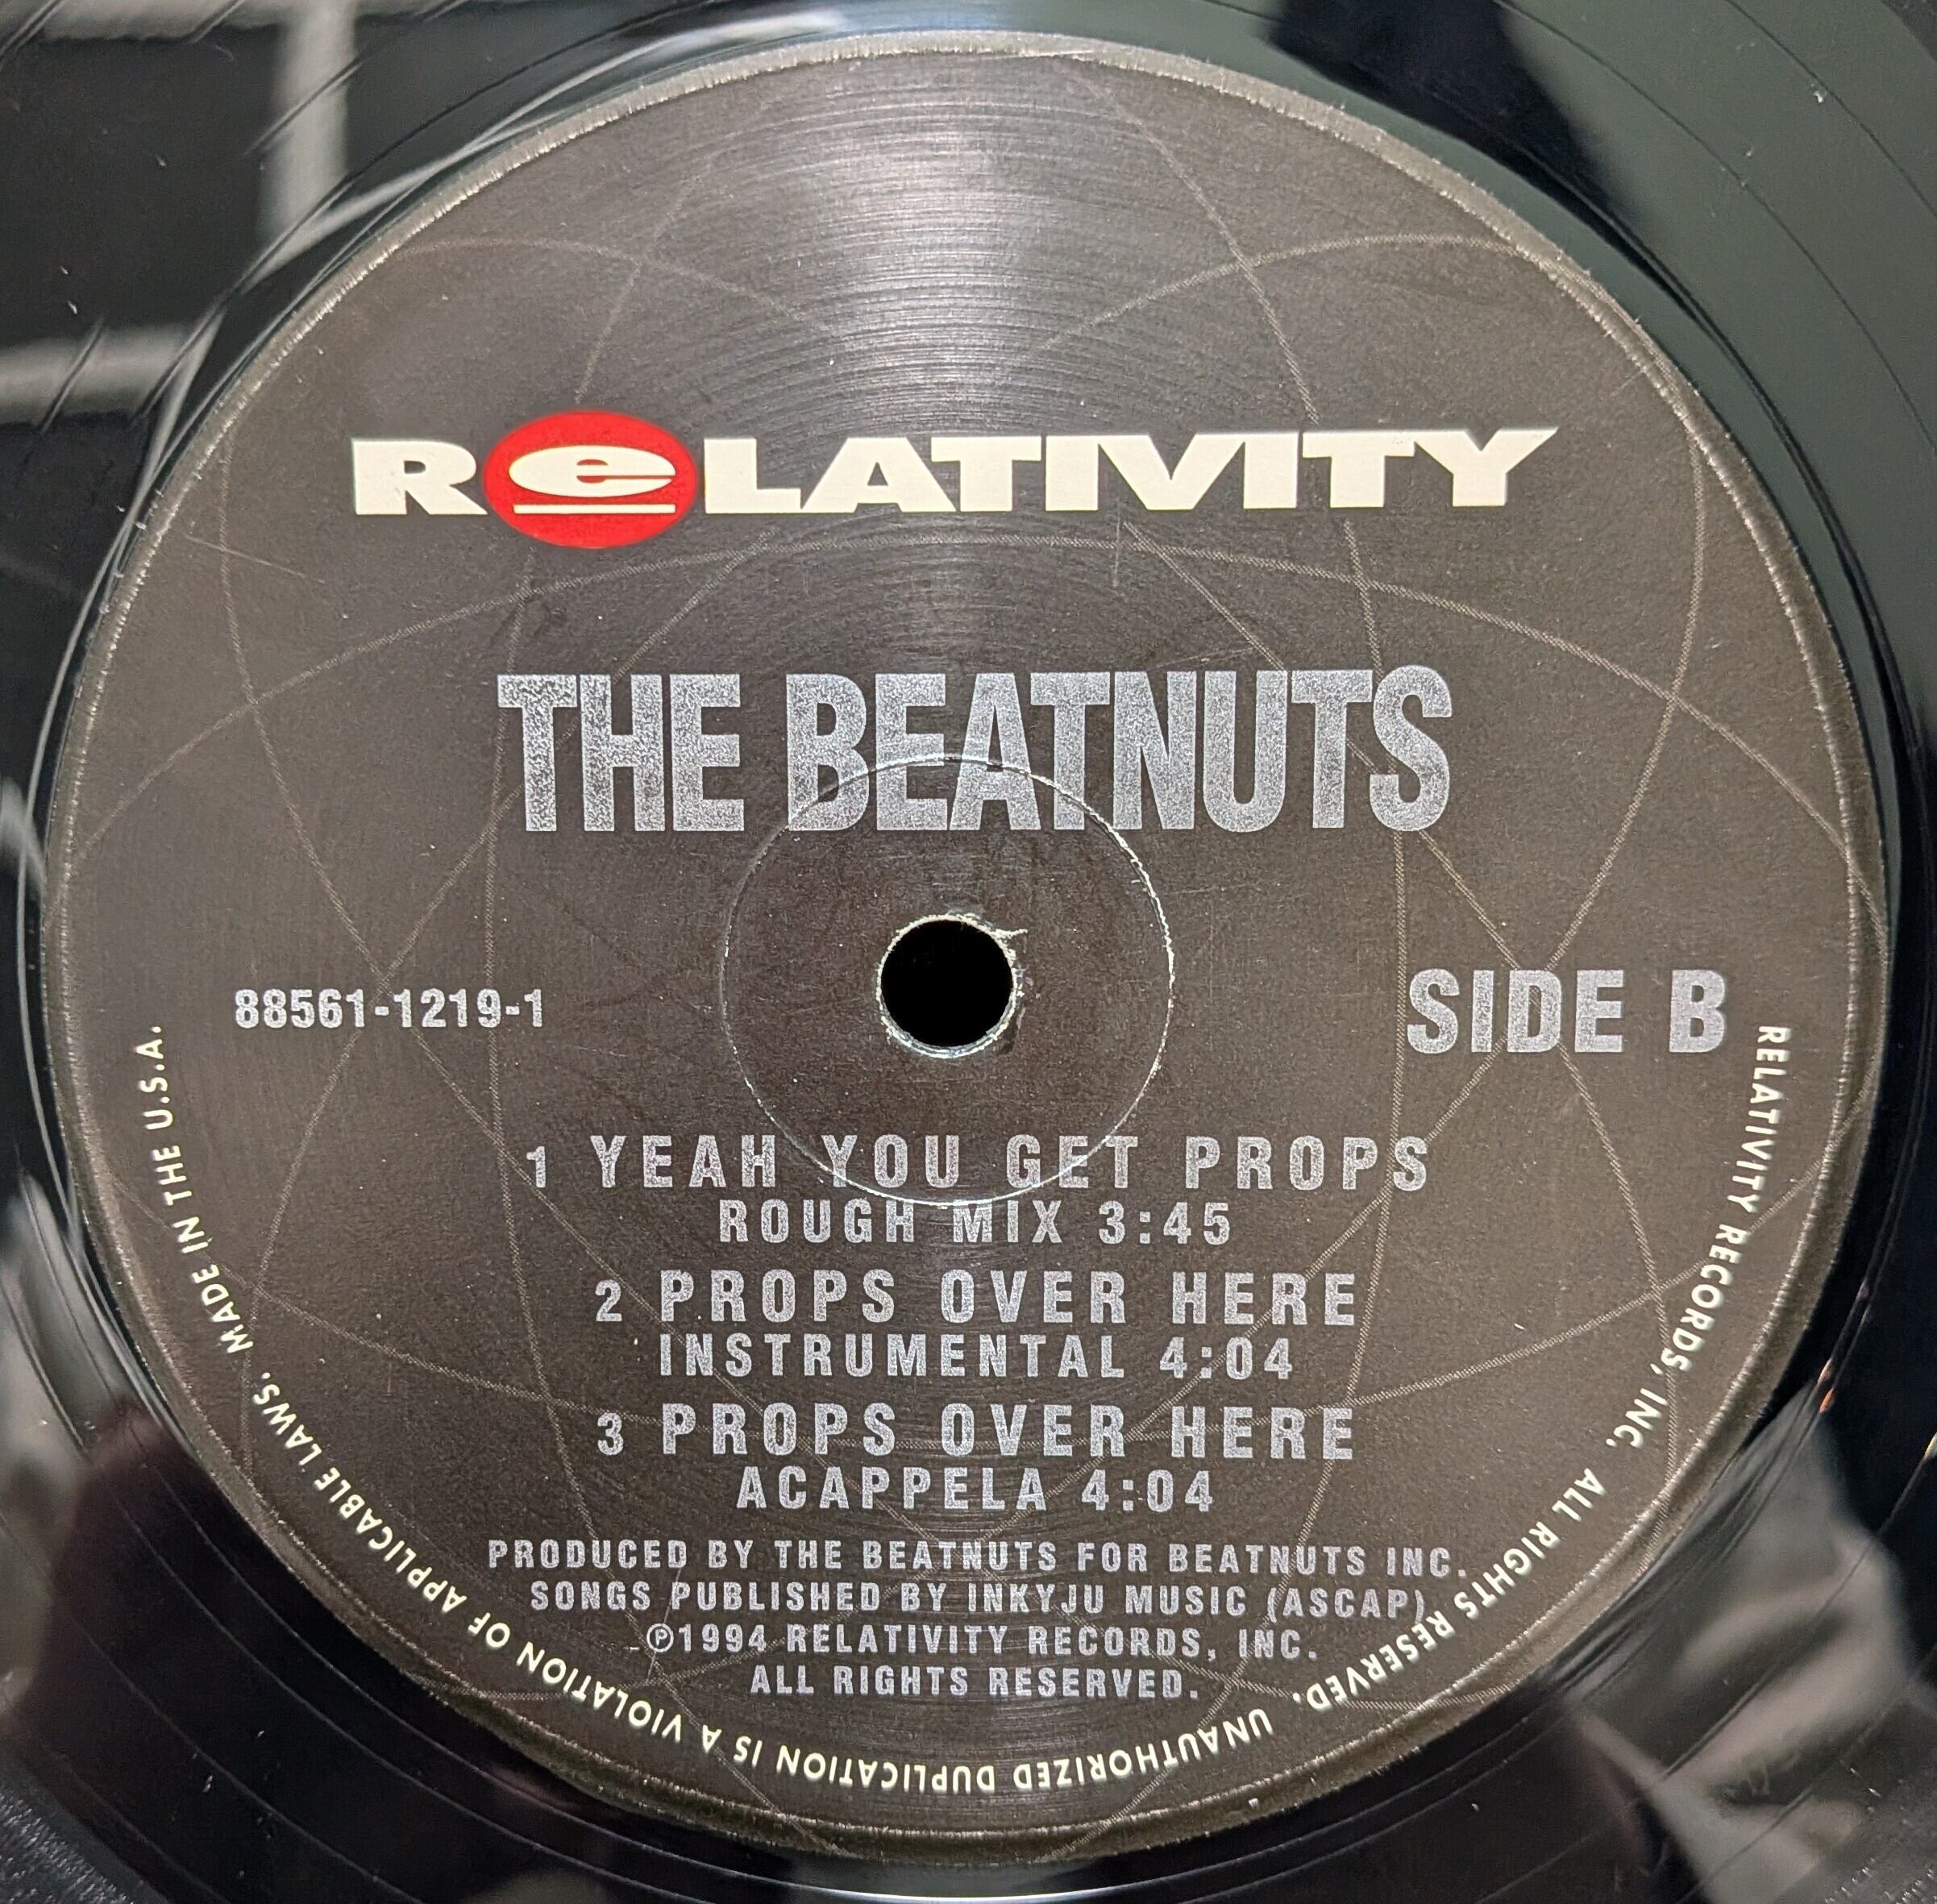 ReLATIVITY
THE BEATNUTS
88561-1219-1
SIDE B
1 YEAH YOU GET PROPS
ROUGH MIX 3:45
2 PROPS OVER HERE
INSTRUMENTAL 4:04
3 PROPS OVER HERE
ACAPPELA 4:04
PRODUCED BY THE BEATNUTS FOR BEATNUTS INC.
SONGS PUBLISHED BY INKYJU MUSIC (ASCAP)
℗1994 RELATIVITY RECORDS, INC.
ALL RIGHTS RESERVED.
RELATIVITY RECORDS, INC. ALL RIGHTS RESERVED. UNAUTHORIZED DUPLICATION IS A VIOLATION OF APPLICABLE LAWS. MADE IN THE U.S.A.